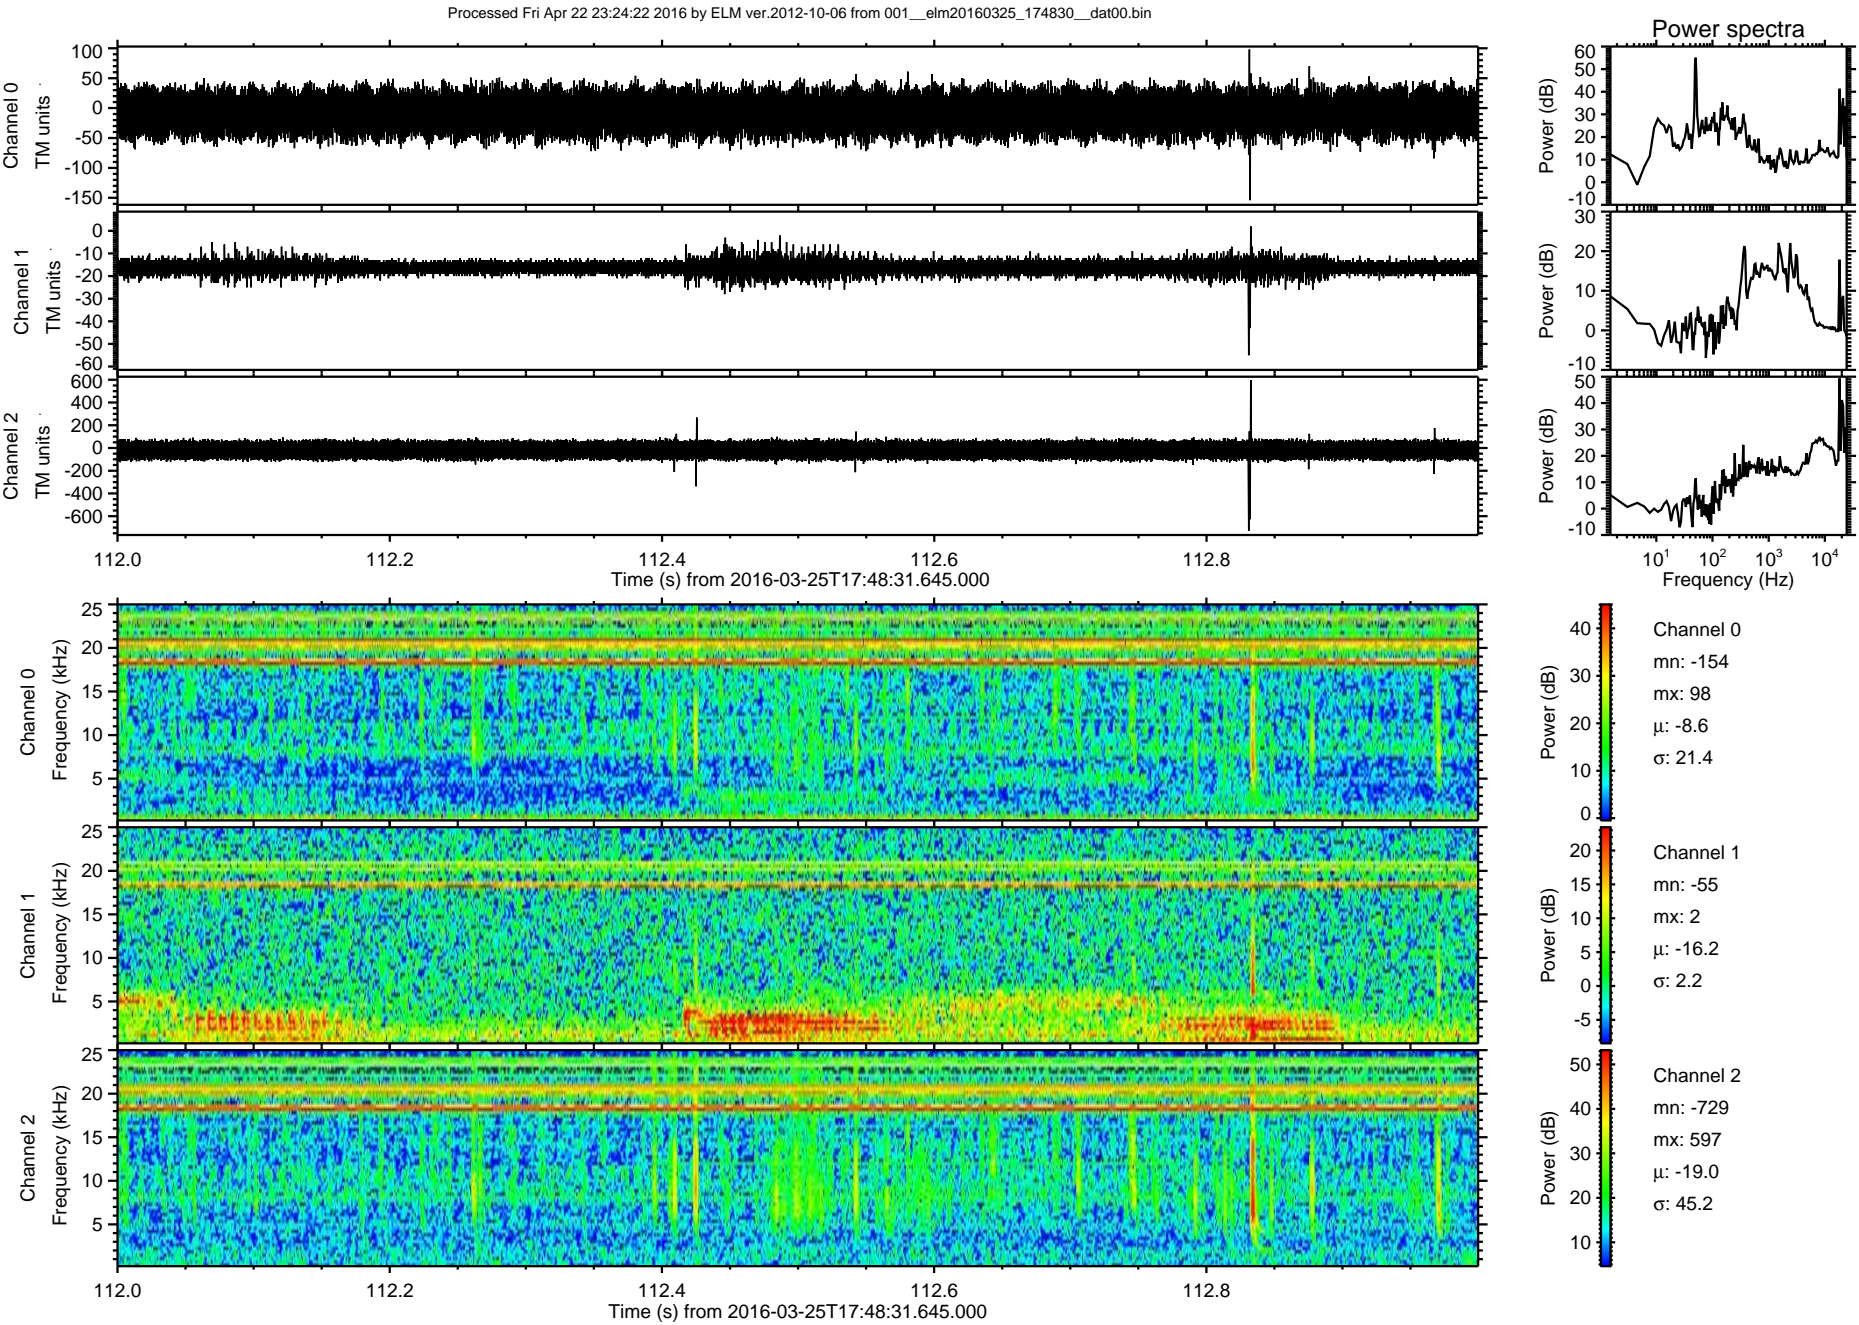 Processed Fri Apr 22 23:24:22 2016 by ELM ver.2012-10-06 from 001__elm20160325_174830__dat00.bin
Power spectra
Channel 0
TM units
100
50
0
-50
-100
-150
Power (dB)
60
50
40
30
20
10
0
-10
Channel 1
TM units
0
-10
-20
-30
-40
-50
-60
Power (dB)
30
20
10
0
-10
Channel 2
TM units
600
400
200
0
-200
-400
-600
Power (dB)
50
40
30
20
10
0
-10
112.0 112.2 112.4 112.6 112.8
Time (s) from 2016-03-25T17:48:31.645.000
10^1 10^2 10^3 10^4
Frequency (Hz)
Channel 0
Frequency (kHz)
25
20
15
10
5
Power (dB)
40
30
20
10
0
Channel 0
mn: -154
mx: 98
μ: -8.6
σ: 21.4
Channel 1
Frequency (kHz)
25
20
15
10
5
Power (dB)
20
15
10
5
0
-5
Channel 1
mn: -55
mx: 2
μ: -16.2
σ: 2.2
Channel 2
Frequency (kHz)
25
20
15
10
5
Power (dB)
50
40
30
20
10
Channel 2
mn: -729
mx: 597
μ: -19.0
σ: 45.2
112.0 112.2 112.4 112.6 112.8
Time (s) from 2016-03-25T17:48:31.645.000